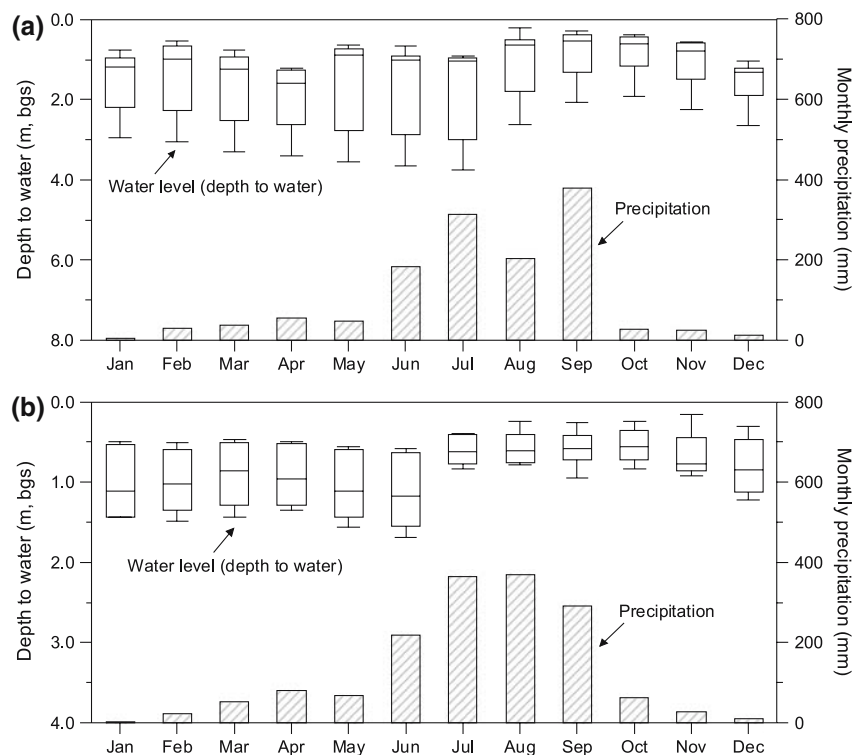 (a)
Depth to water (m, bgs)
0.0
2.0
4.0
6.0
8.0
Water level (depth to water)
Precipitation
800
600
400
200
0
Monthly precipitation (mm)
Jan Feb Mar Apr May Jun Jul Aug Sep Oct Nov Dec
(b)
Depth to water (m, bgs)
0.0
1.0
2.0
3.0
4.0
Water level (depth to water)
Precipitation
800
600
400
200
0
Monthly precipitation (mm)
Jan Feb Mar Apr May Jun Jul Aug Sep Oct Nov Dec